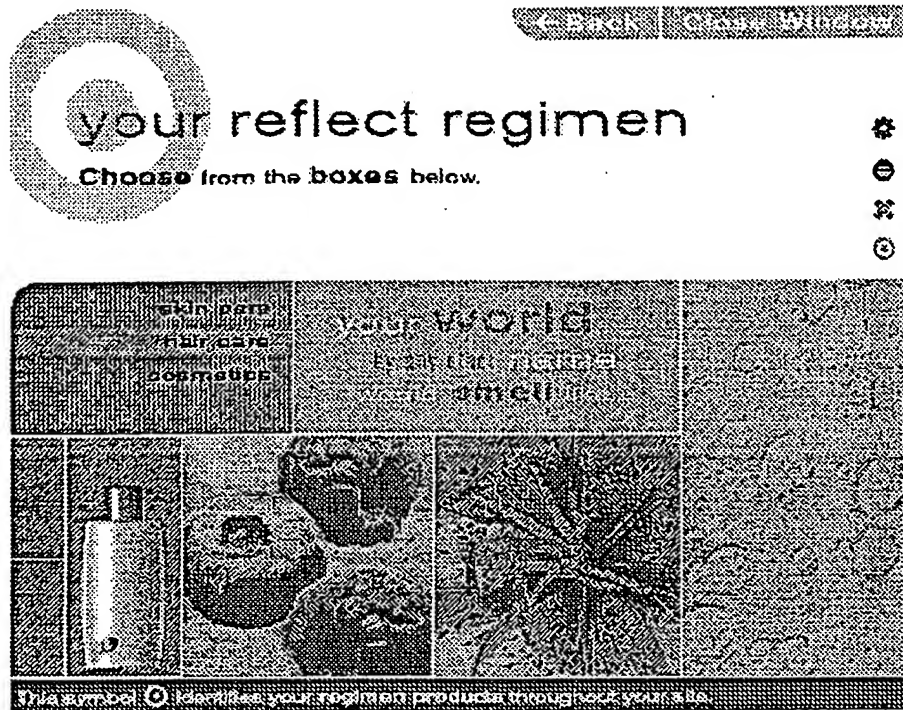 ← Back | Close Window
your reflect regimen
Choose from the boxes below.
skin care
hair care
cosmetics
your world
smell
This symbol identifies your regimen products throughout your site.